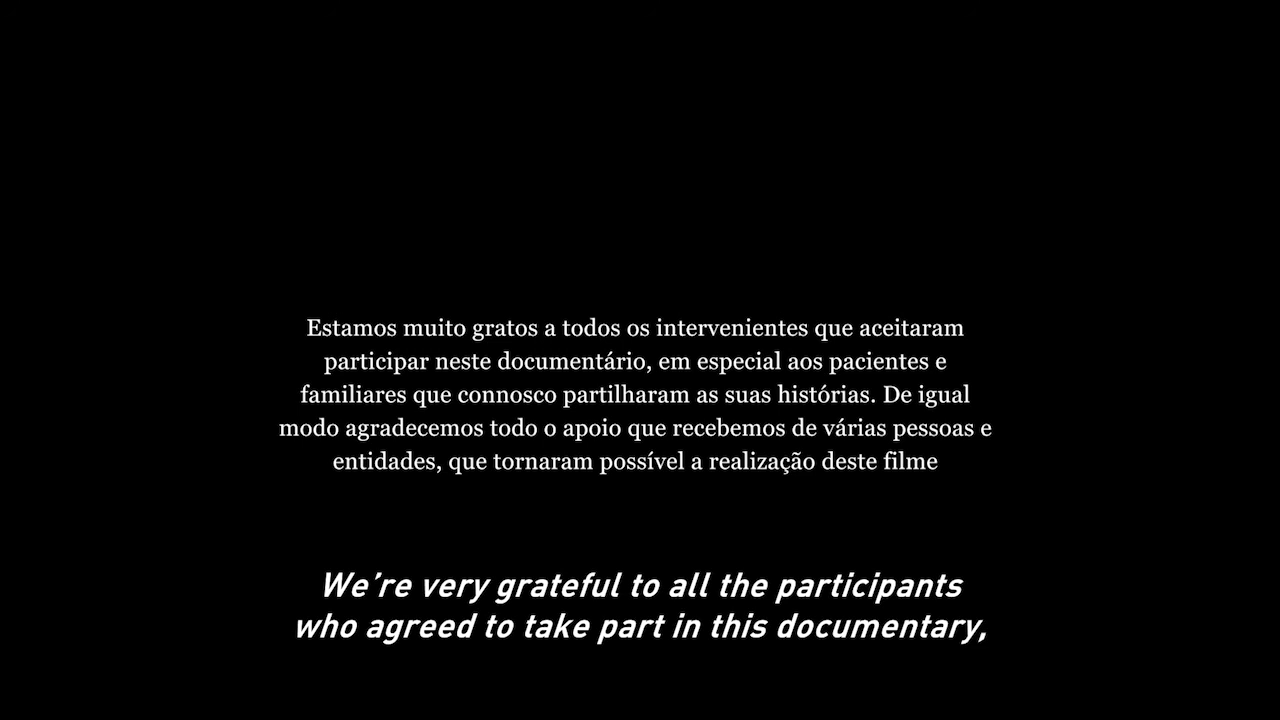 Estamos muito gratos a todos os intervenientes que aceitaram
participar neste documentário, em especial aos pacientes e
familiares que connosco partilharam as suas histórias. De igual
modo agradecemos todo o apoio que recebemos de várias pessoas e
entidades, que tornaram possível a realização deste filme
We’re very grateful to all the participants
who agreed to take part in this documentary,